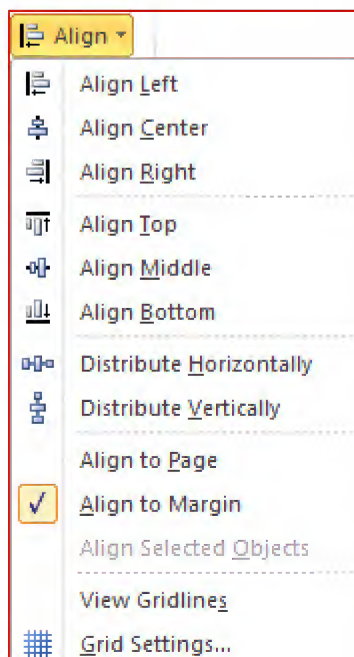 Align
Align Left
Align Center
Align Right
Align Top
Align Middle
Align Bottom
Distribute Horizontally
Distribute Vertically
Align to Page
Align to Margin
Align Selected Objects
View Gridlines
Grid Settings...